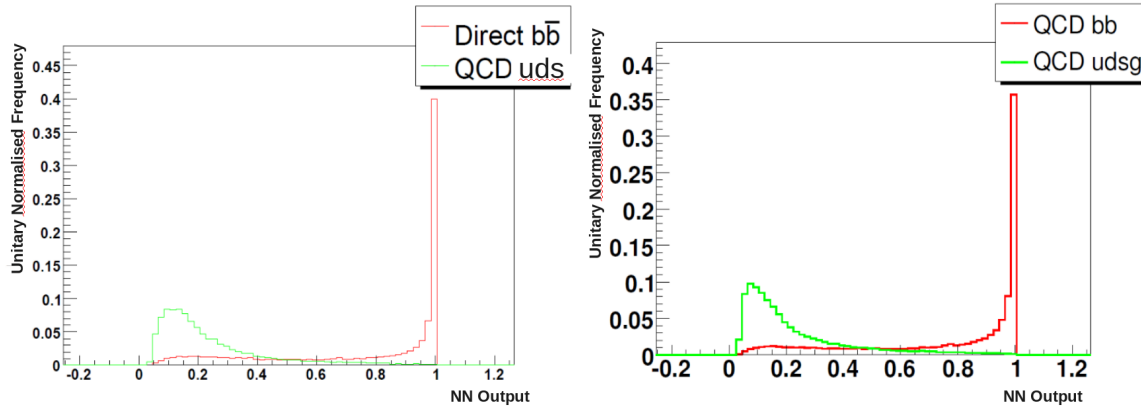 Direct bb̅
QCD uds
Unitary Normalised Frequency
0.45
0.4
0.35
0.3
0.25
0.2
0.15
0.1
0.05
0
-0.2 0 0.2 0.4 0.6 0.8 1 1.2
NN Output
QCD bb
QCD udsg
Unitary Normalised Frequency
0.4
0.35
0.3
0.25
0.2
0.15
0.1
0.05
0
-0.2 0 0.2 0.4 0.6 0.8 1 1.2
NN Output